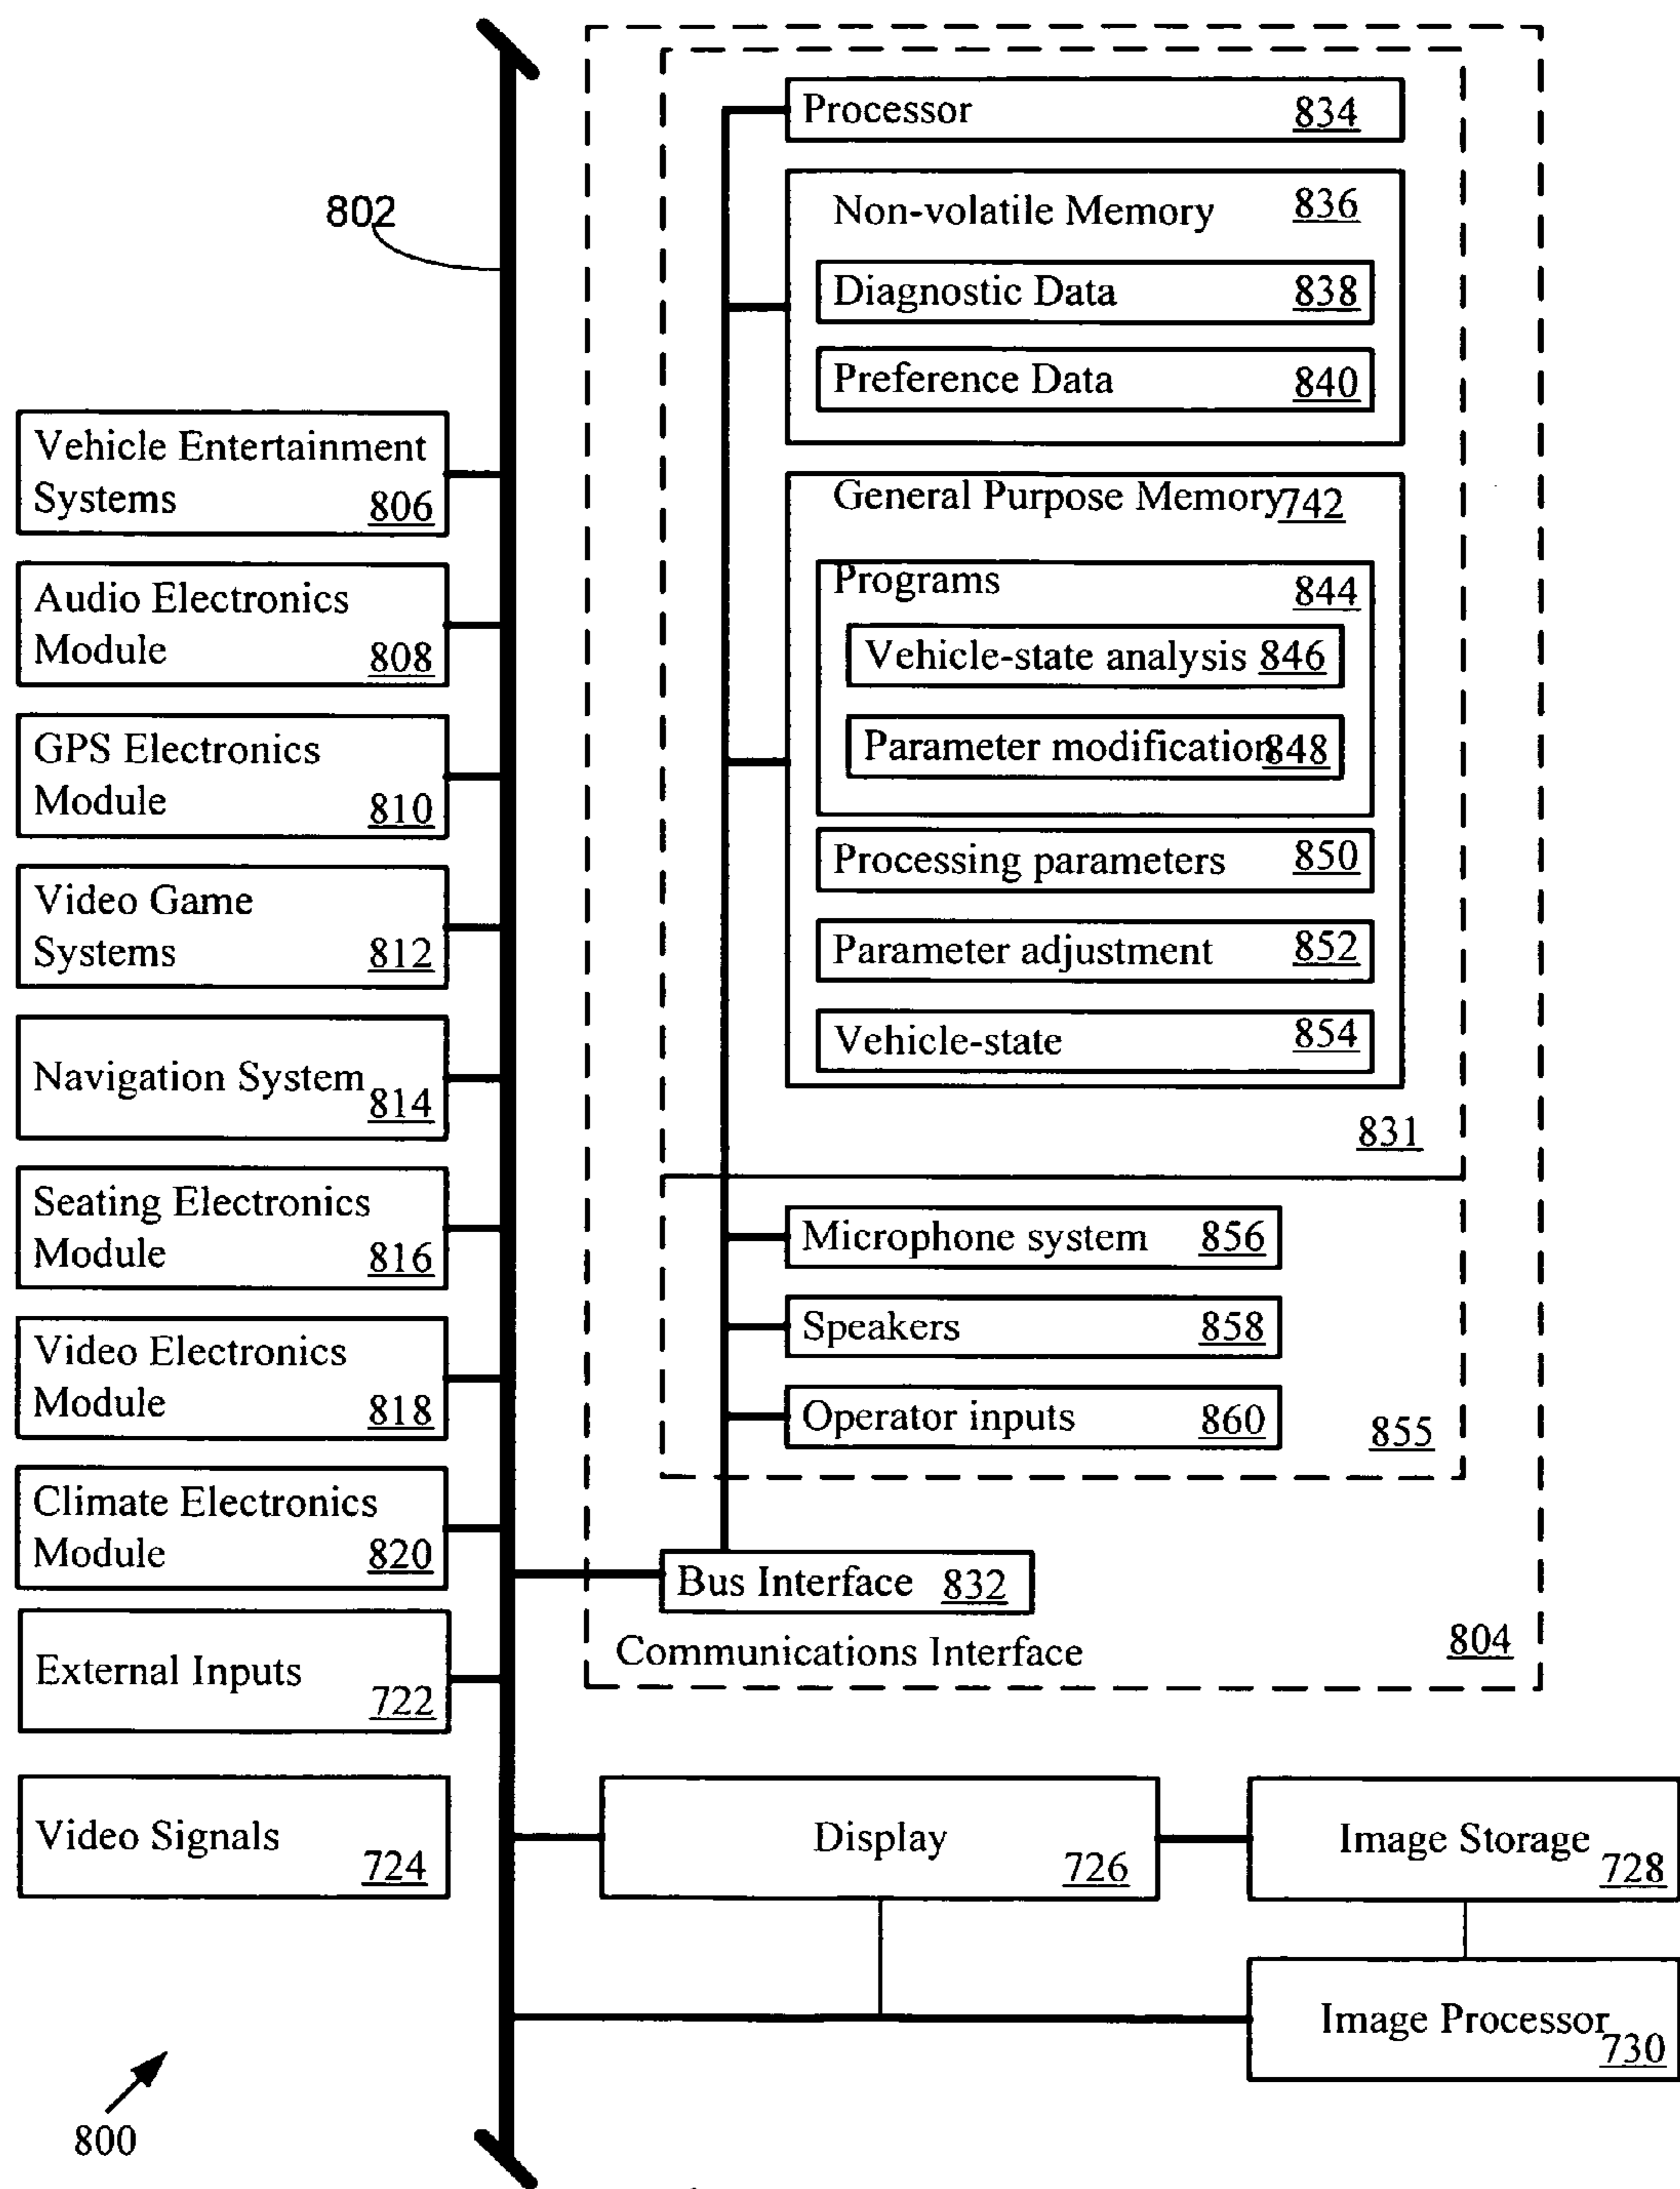 802
Vehicle Entertainment
Systems 806
Audio Electronics
Module 808
GPS Electronics
Module 810
Video Game
Systems 812
Navigation System 814
Seating Electronics
Module 816
Video Electronics
Module 818
Climate Electronics
Module 820
External Inputs 722
Video Signals 724
800
Processor 834
Non-volatile Memory 836
Diagnostic Data 838
Preference Data 840
General Purpose Memory 742
Programs 844
Vehicle-state analysis 846
Parameter modification 848
Processing parameters 850
Parameter adjustment 852
Vehicle-state 854
831
Microphone system 856
Speakers 858
Operator inputs 860
855
Bus Interface 832
Communications Interface 804
Display 726
Image Storage 728
Image Processor 730